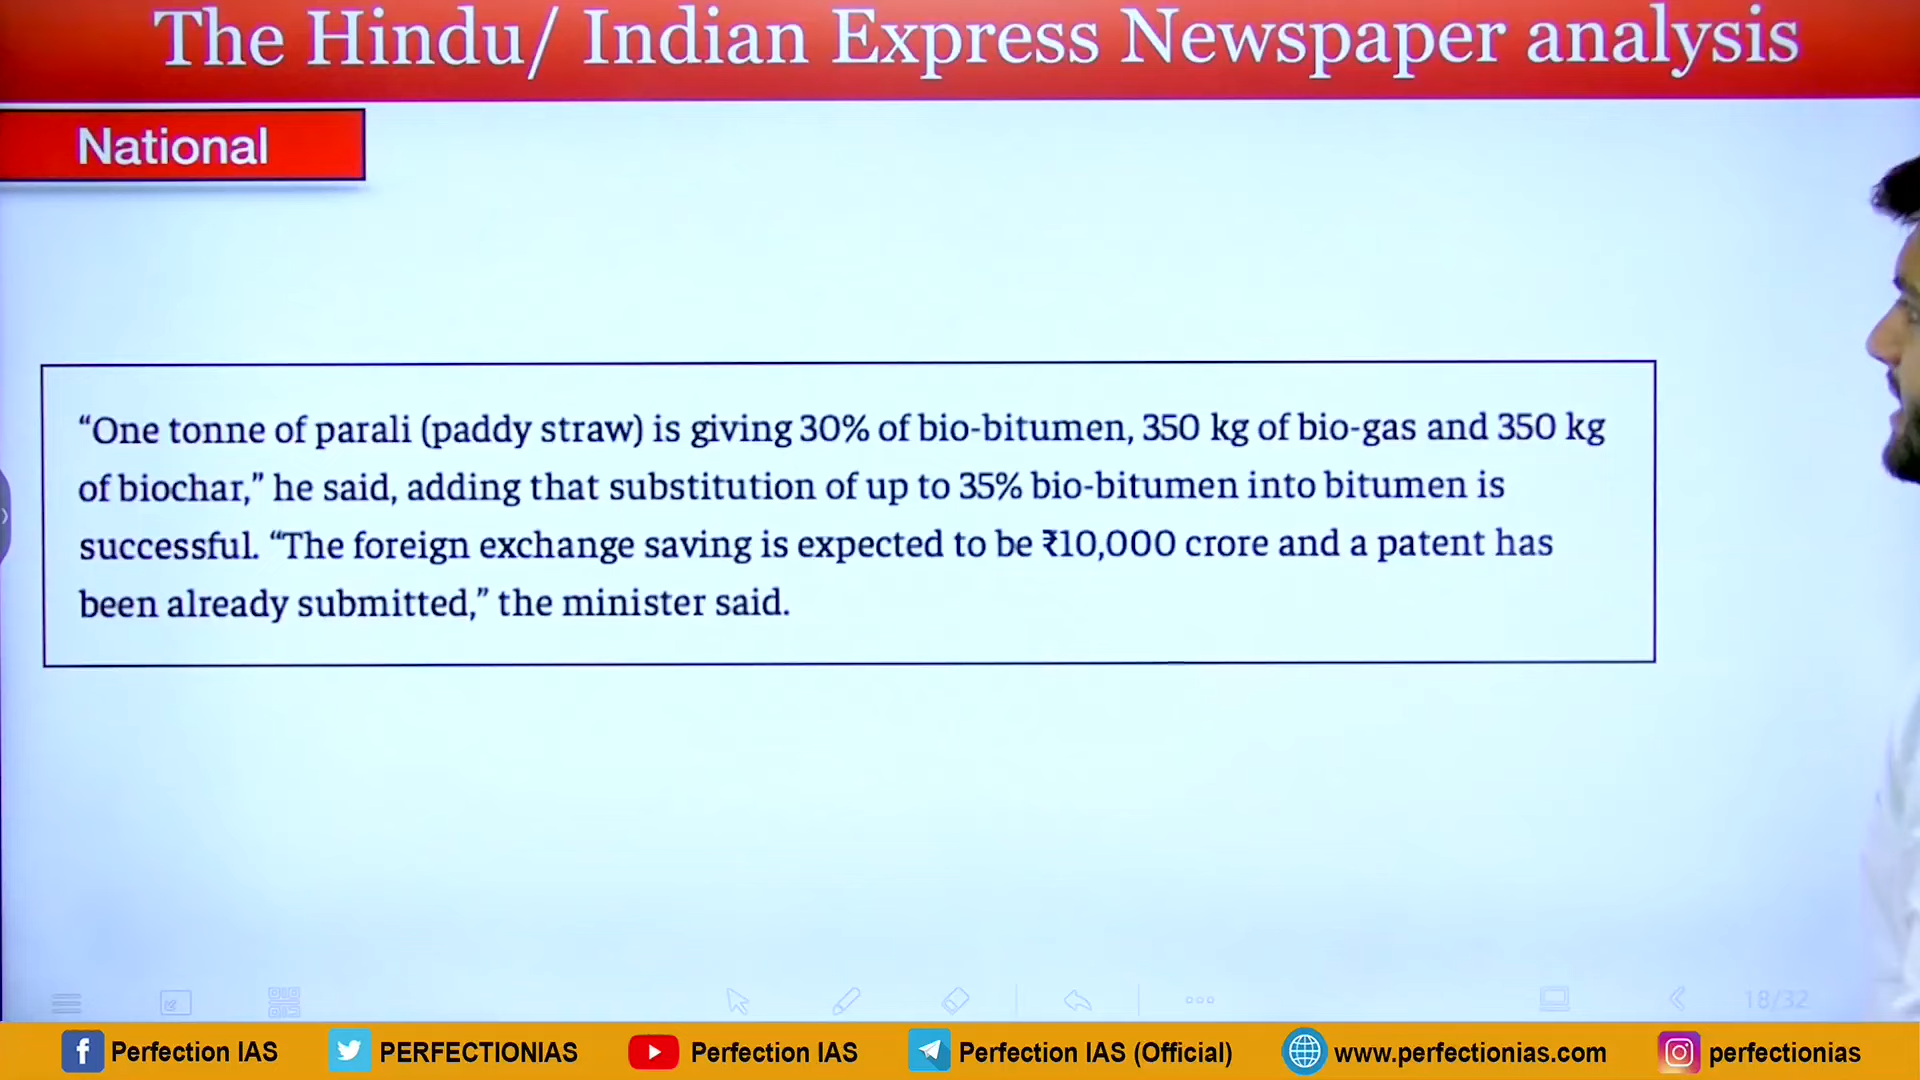 The Hindu/ Indian Express Newspaper analysis
National
“One tonne of parali (paddy straw) is giving 30% of bio-bitumen, 350 kg of bio-gas and 350 kg
of biochar,” he said, adding that substitution of up to 35% bio-bitumen into bitumen is
successful. “The foreign exchange saving is expected to be ₹10,000 crore and a patent has
been already submitted,” the minister said.
18/32
Perfection IAS PERFECTIONIAS Perfection IAS Perfection IAS (Official) www.perfectionias.com perfectionias